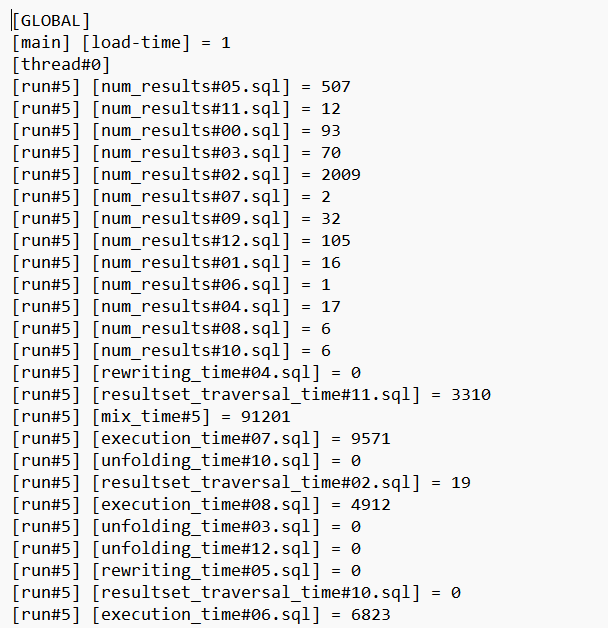 [GLOBAL]
[main] [load-time] = 1
[thread#0]
[run#5] [num_results#05.sql] = 507
[run#5] [num_results#11.sql] = 12
[run#5] [num_results#00.sql] = 93
[run#5] [num_results#03.sql] = 70
[run#5] [num_results#02.sql] = 2009
[run#5] [num_results#07.sql] = 2
[run#5] [num_results#09.sql] = 32
[run#5] [num_results#12.sql] = 105
[run#5] [num_results#01.sql] = 16
[run#5] [num_results#06.sql] = 1
[run#5] [num_results#04.sql] = 17
[run#5] [num_results#08.sql] = 6
[run#5] [num_results#10.sql] = 6
[run#5] [rewriting_time#04.sql] = 0
[run#5] [resultset_traversal_time#11.sql] = 3310
[run#5] [mix_time#5] = 91201
[run#5] [execution_time#07.sql] = 9571
[run#5] [unfolding_time#10.sql] = 0
[run#5] [resultset_traversal_time#02.sql] = 19
[run#5] [execution_time#08.sql] = 4912
[run#5] [unfolding_time#03.sql] = 0
[run#5] [unfolding_time#12.sql] = 0
[run#5] [rewriting_time#05.sql] = 0
[run#5] [resultset_traversal_time#10.sql] = 0
[run#5] [execution_time#06.sql] = 6823